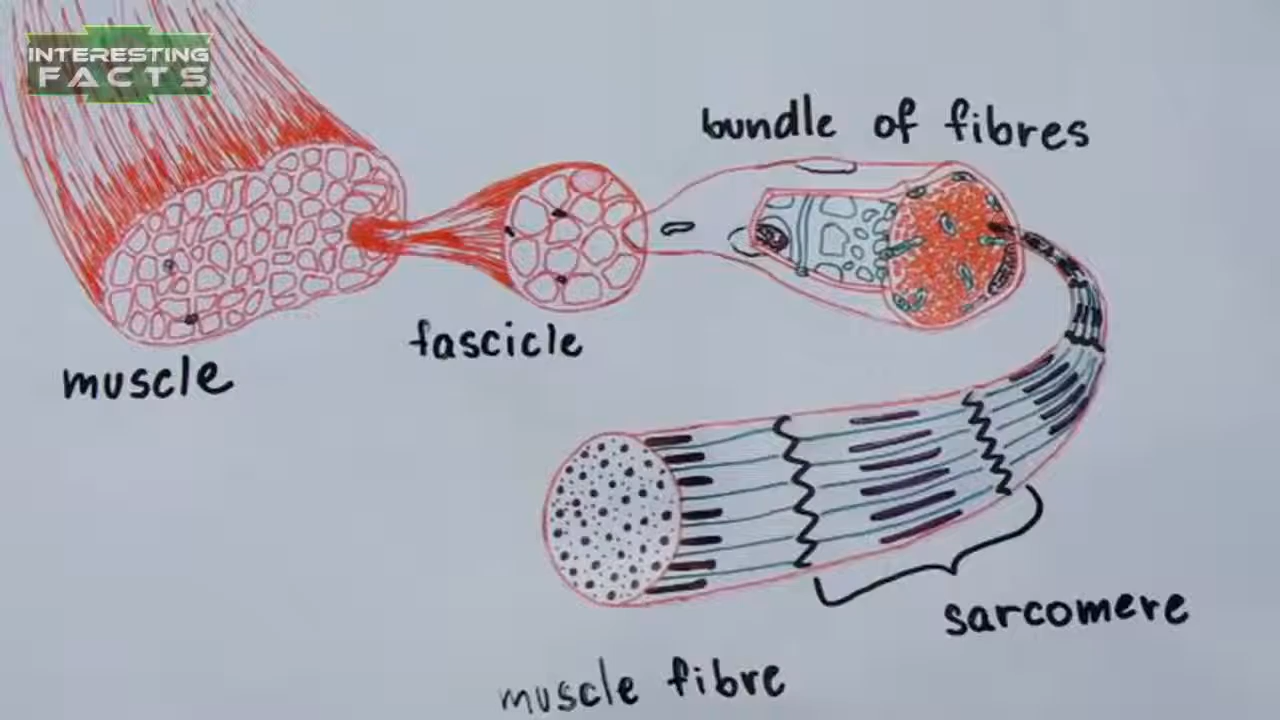 INTERESTING
FACTS
bundle of fibres
fascicle
muscle
sarcomere
muscle fibre